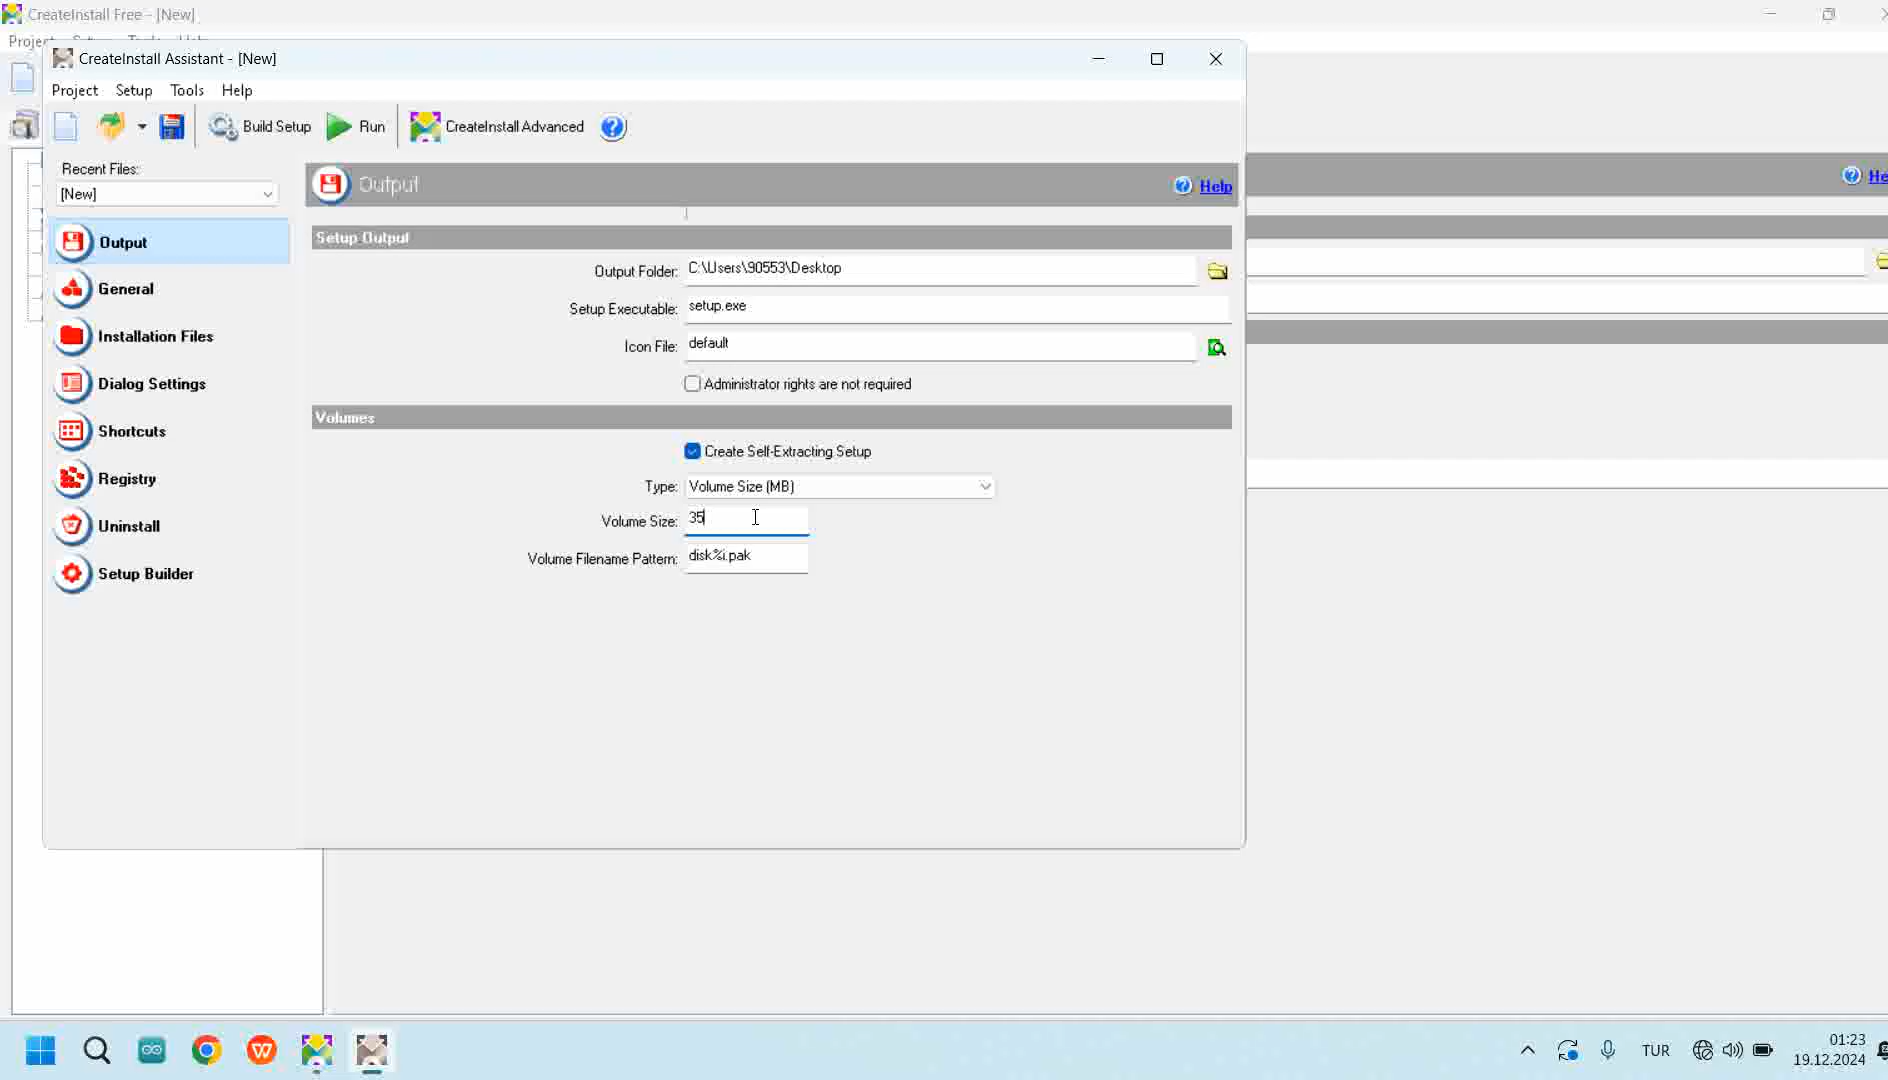 CreateInstall Free - [New]
CreateInstall Assistant - [New]
Project Setup Tools Help
Build Setup Run CreateInstall Advanced
Recent Files:
[New]
Output
General
Installation Files
Dialog Settings
Shortcuts
Registry
Uninstall
Setup Builder
Output Help
Setup Output
Output Folder: C:\Users\90553\Desktop
Setup Executable: setup.exe
Icon File: default
Administrator rights are not required
Volumes
Create Self-Extracting Setup
Type: Volume Size (MB)
Volume Size: 35
Volume Filename Pattern: disk%i.pak
TUR
01:23
19.12.2024